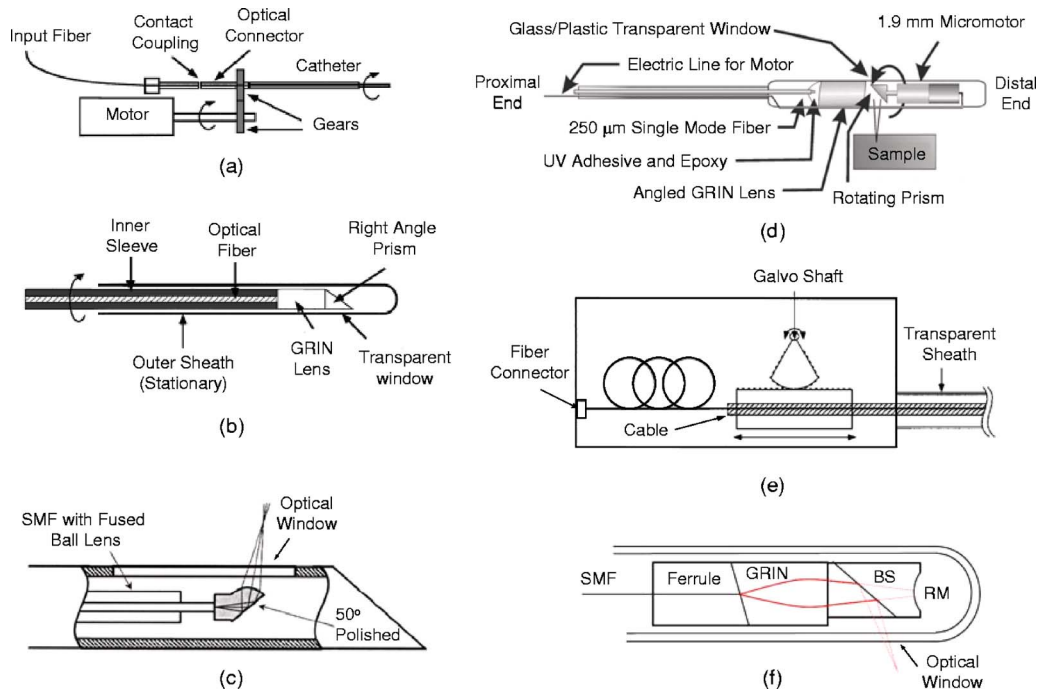 Input Fiber
Contact
Coupling
Optical
Connector
Catheter
Motor
Gears
(a)
Inner
Sleeve
Optical
Fiber
Right Angle
Prism
Outer Sheath
(Stationary)
GRIN
Lens
Transparent
window
(b)
SMF with Fused
Ball Lens
Optical
Window
50º
Polished
(c)
Glass/Plastic Transparent Window
1.9 mm Micromotor
Proximal
End
Electric Line for Motor
Distal
End
250 µm Single Mode Fiber
UV Adhesive and Epoxy
Angled GRIN Lens
Sample
Rotating Prism
(d)
Galvo Shaft
Fiber
Connector
Transparent
Sheath
Cable
(e)
SMF
Ferrule
GRIN
BS
RM
Optical
Window
(f)